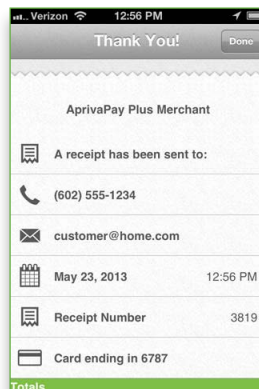 Verizon 12:56 PM
Thank You! Done
AprivaPay Plus Merchant
A receipt has been sent to:
(602) 555-1234
customer@home.com
May 23, 2013 12:56 PM
Receipt Number 3819
Card ending in 6787
Totals